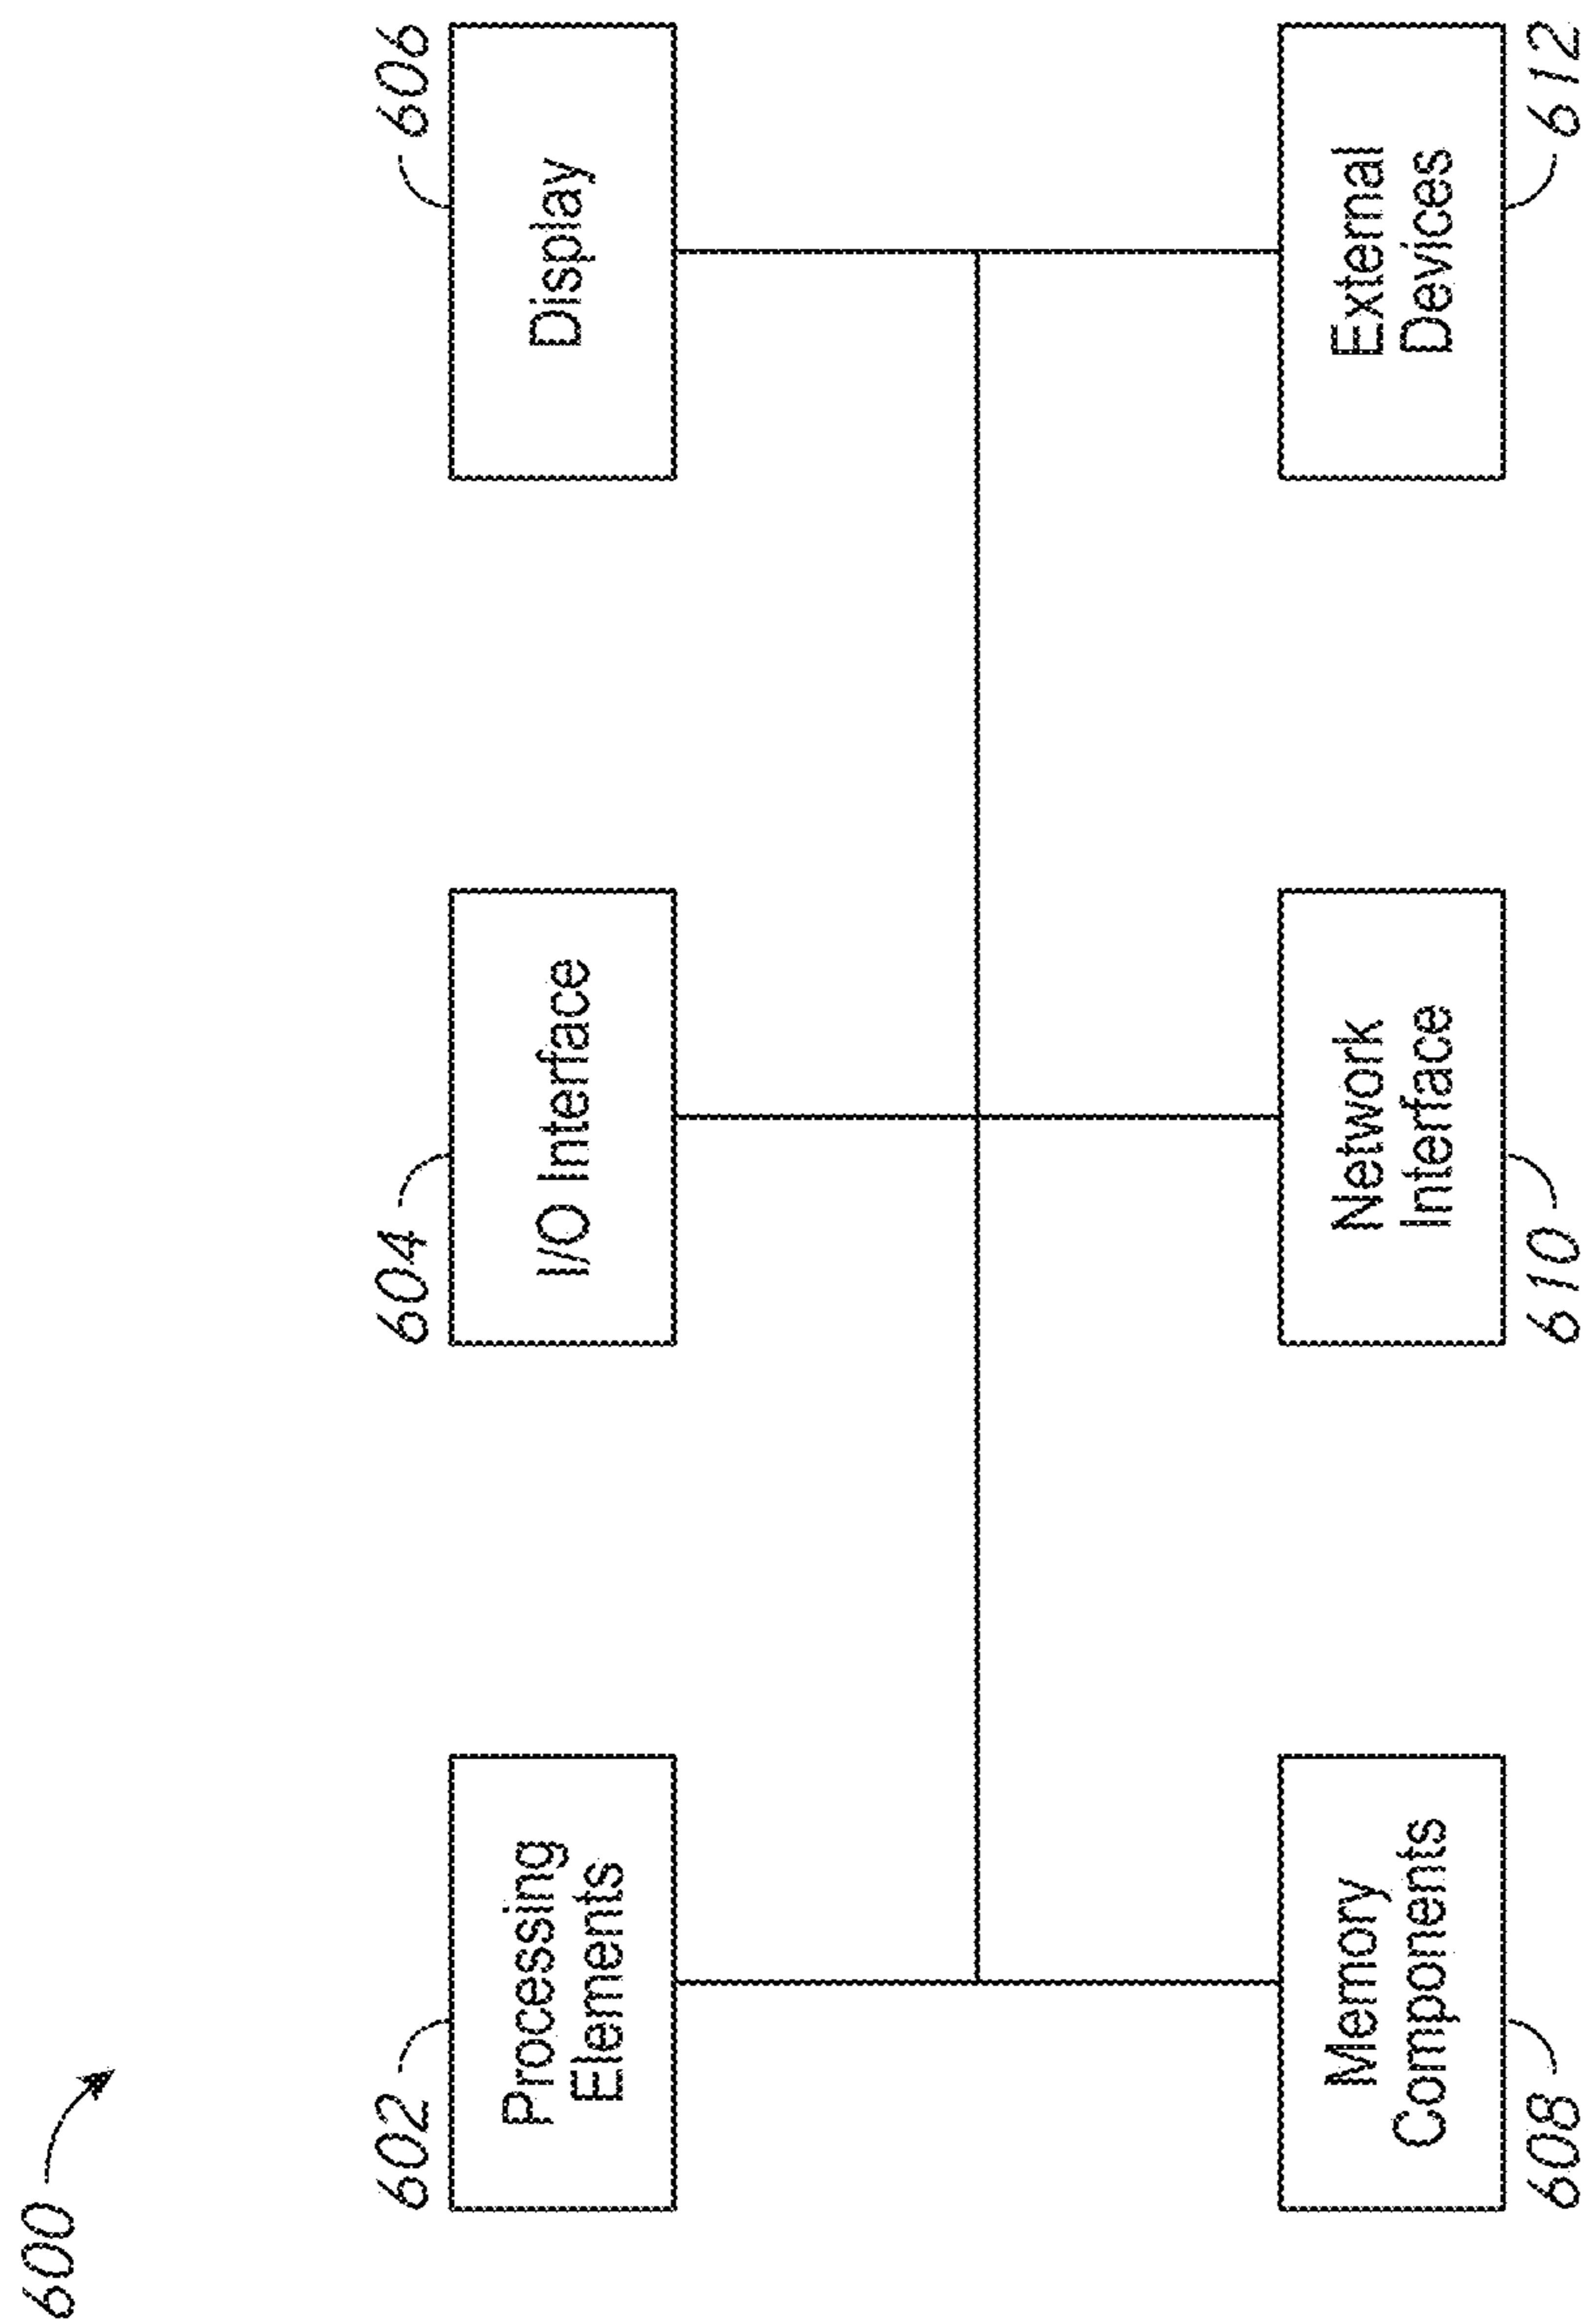 600
602
Processing
Elements
604
I/O Interface
606
Display
Memory
Components
608
Network
Interface
610
External
Devices
612